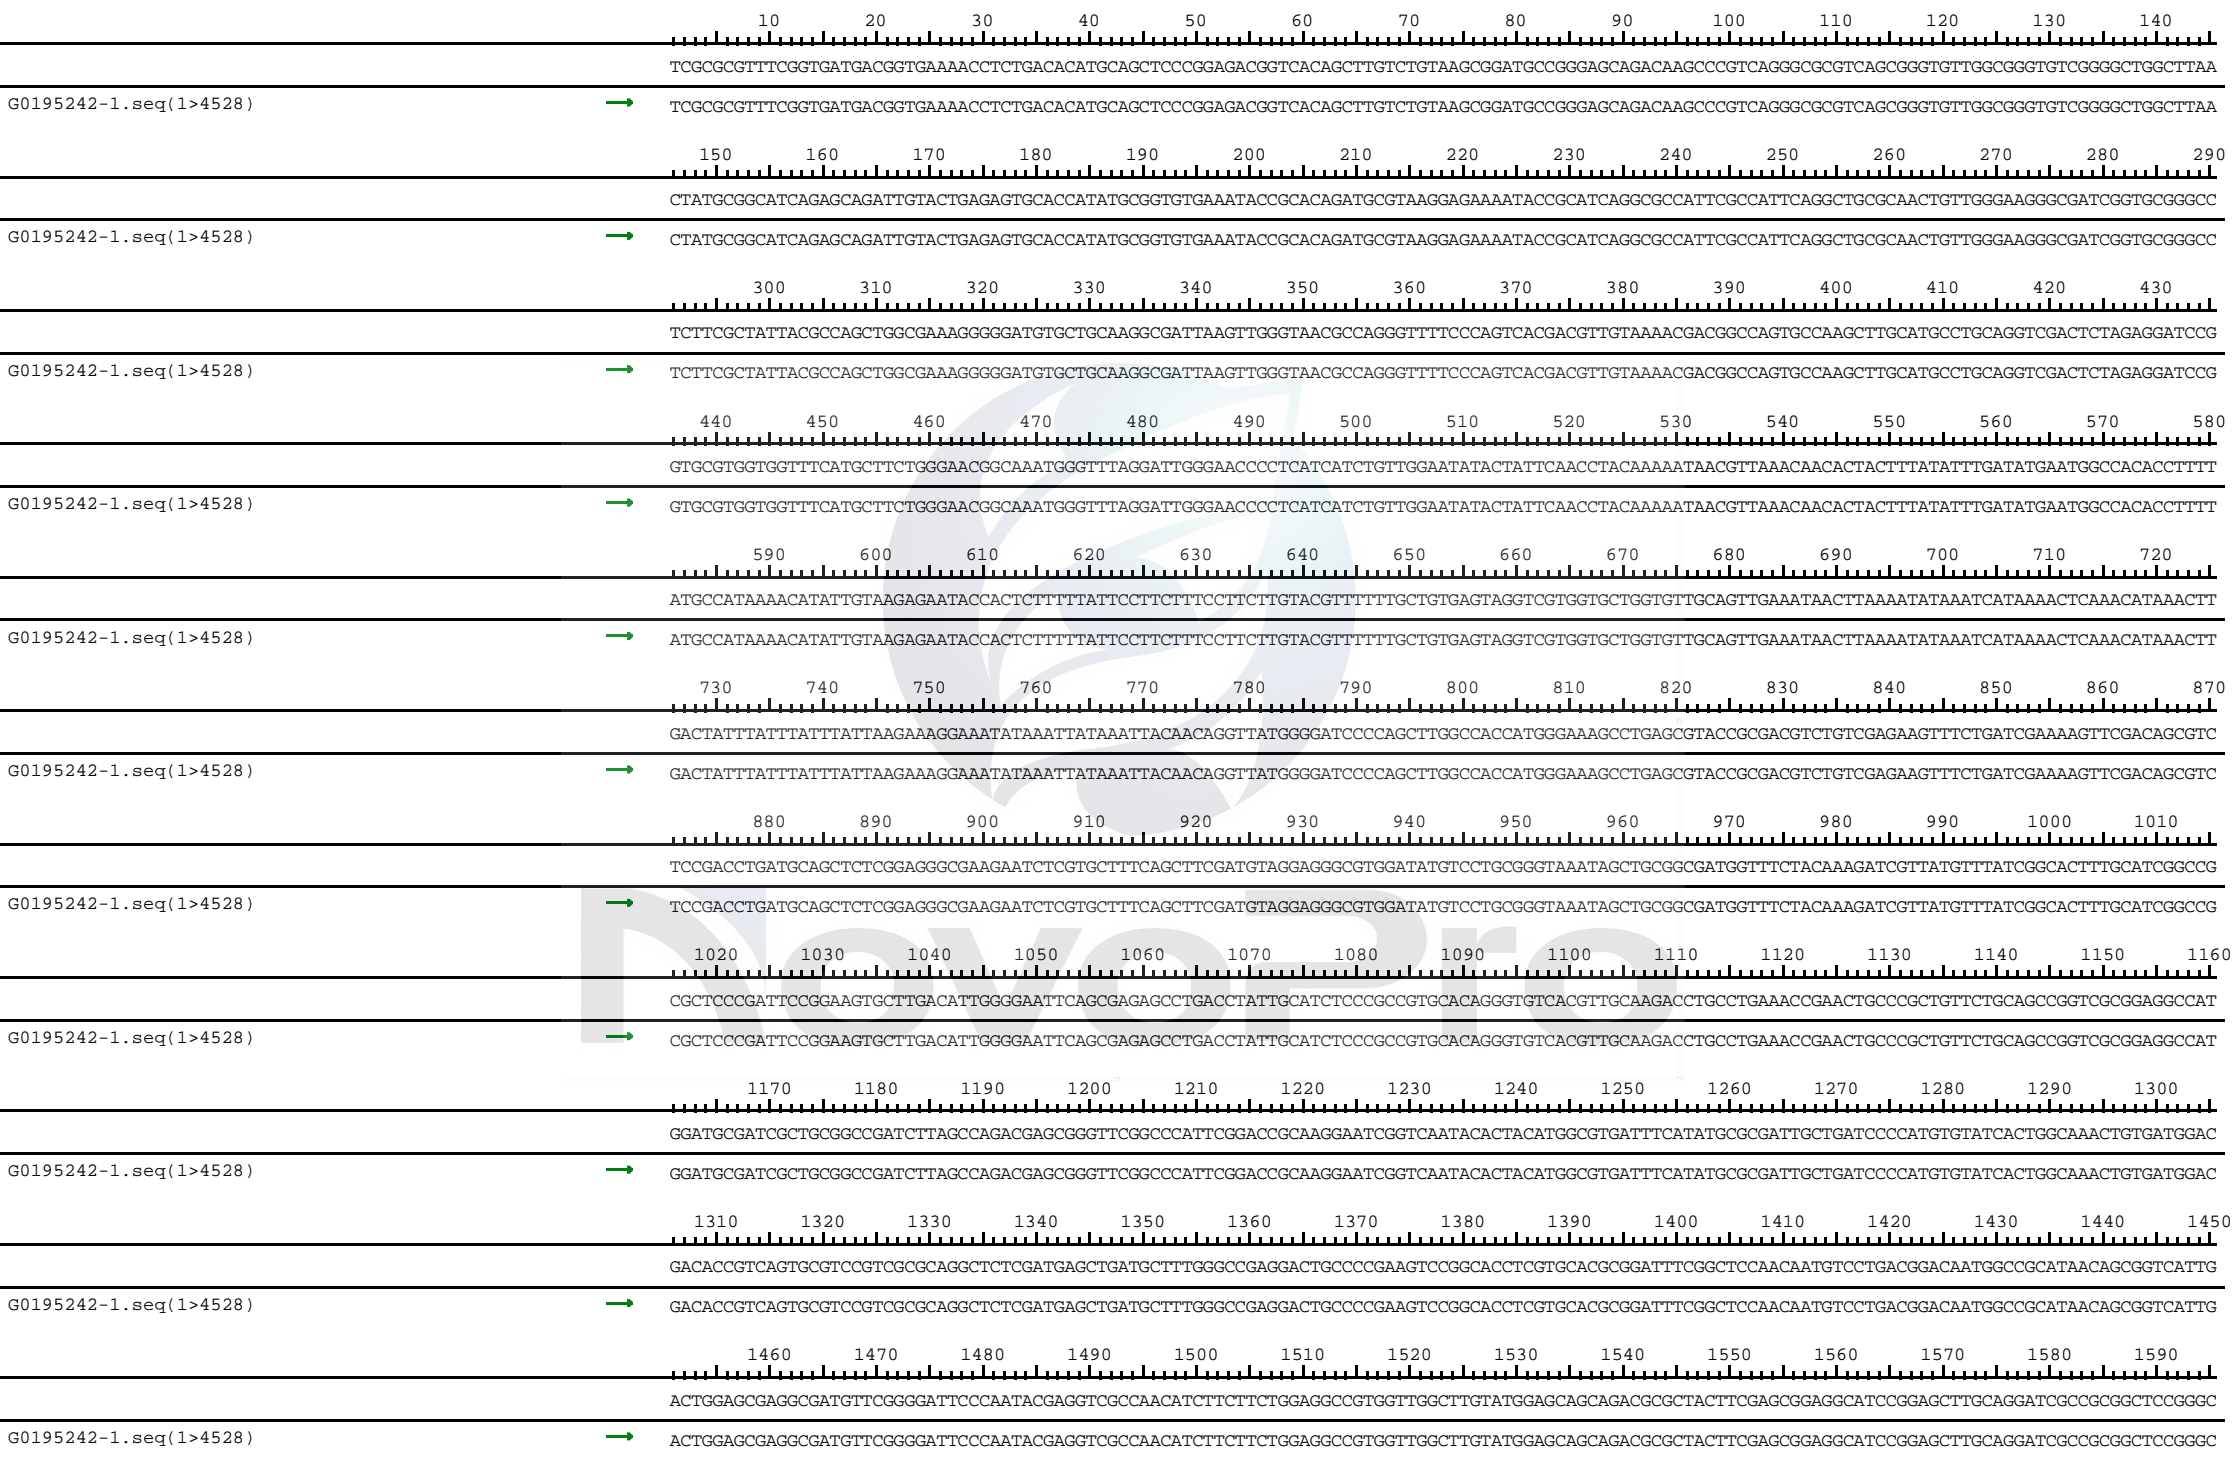 10 20 30 40 50 60 70 80 90 100 110 120 130 140
TCGCGCGTTTCGGTGATGACGGTGAAAACCTCTGACACATGCAGCTCCCGGAGACGGTCACAGCTTGTCTGTAAGCGGATGCCGGGAGCAGACAAGCCCGTCAGGGCGCGTCAGCGGGTGTTGGCGGGTGTCGGGGCTGGCTTAA
G0195242-1.seq(1>4528) → TCGCGCGTTTCGGTGATGACGGTGAAAACCTCTGACACATGCAGCTCCCGGAGACGGTCACAGCTTGTCTGTAAGCGGATGCCGGGAGCAGACAAGCCCGTCAGGGCGCGTCAGCGGGTGTTGGCGGGTGTCGGGGCTGGCTTAA
150 160 170 180 190 200 210 220 230 240 250 260 270 280 290
CTATGCGGCATCAGAGCAGATTGTACTGAGAGTGCACCATATGCGGTGTGAAATACCGCACAGATGCGTAAGGAGAAAATACCGCATCAGGCGCCATTCGCCATTCAGGCTGCGCAACTGTTGGGAAGGGCGATCGGTGCGGGCC
G0195242-1.seq(1>4528) → CTATGCGGCATCAGAGCAGATTGTACTGAGAGTGCACCATATGCGGTGTGAAATACCGCACAGATGCGTAAGGAGAAAATACCGCATCAGGCGCCATTCGCCATTCAGGCTGCGCAACTGTTGGGAAGGGCGATCGGTGCGGGCC
300 310 320 330 340 350 360 370 380 390 400 410 420 430
TCTTCGCTATTACGCCAGCTGGCGAAAGGGGGATGTGCTGCAAGGCGATTAAGTTGGGTAACGCCAGGGTTTTCCCAGTCACGACGTTGTAAAACGACGGCCAGTGCCAAGCTTGCATGCCTGCAGGTCGACTCTAGAGGATCCG
G0195242-1.seq(1>4528) → TCTTCGCTATTACGCCAGCTGGCGAAAGGGGGATGTGCTGCAAGGCGATTAAGTTGGGTAACGCCAGGGTTTTCCCAGTCACGACGTTGTAAAACGACGGCCAGTGCCAAGCTTGCATGCCTGCAGGTCGACTCTAGAGGATCCG
440 450 460 470 480 490 500 510 520 530 540 550 560 570 580
GTGCGTGGTGGTTTCATGCTTCTGGGAACGGCAAATGGGTTTAGGATTGGGAACCCCTCATCATCTGTTGGAATATACTATTCAACCTACAAAAATAACGTTAAACAACACTACTTTATATTTGATATGAATGGCCACACCTTTT
G0195242-1.seq(1>4528) → GTGCGTGGTGGTTTCATGCTTCTGGGAACGGCAAATGGGTTTAGGATTGGGAACCCCTCATCATCTGTTGGAATATACTATTCAACCTACAAAAATAACGTTAAACAACACTACTTTATATTTGATATGAATGGCCACACCTTTT
590 600 610 620 630 640 650 660 670 680 690 700 710 720
ATGCCATAAAACATATTGTAAGAGAATACCACTCTTTTTATTCCTTCTTTCCTTCTTGTACGTTTTTTGCTGTGAGTAGGTCGTGGTGCTGGTGTTGCAGTTGAAATAACTTAAAATATAAATCATAAAACTCAAACATAAACTT
G0195242-1.seq(1>4528) → ATGCCATAAAACATATTGTAAGAGAATACCACTCTTTTTATTCCTTCTTTCCTTCTTGTACGTTTTTTGCTGTGAGTAGGTCGTGGTGCTGGTGTTGCAGTTGAAATAACTTAAAATATAAATCATAAAACTCAAACATAAACTT
730 740 750 760 770 780 790 800 810 820 830 840 850 860 870
GACTATTTATTTATTTATTAAGAAAGGAAATATAAATTATAAATTACAACAGGTTATGGGGATCCCCAGCTTGGCCACCATGGGAAAGCCTGAGCGTACCGCGACGTCTGTCGAGAAGTTTCTGATCGAAAAGTTCGACAGCGTC
G0195242-1.seq(1>4528) → GACTATTTATTTATTTATTAAGAAAGGAAATATAAATTATAAATTACAACAGGTTATGGGGATCCCCAGCTTGGCCACCATGGGAAAGCCTGAGCGTACCGCGACGTCTGTCGAGAAGTTTCTGATCGAAAAGTTCGACAGCGTC
880 890 900 910 920 930 940 950 960 970 980 990 1000 1010
TCCGACCTGATGCAGCTCTCGGAGGGCGAAGAATCTCGTGCTTTCAGCTTCGATGTAGGAGGGCGTGGATATGTCCTGCGGGTAAATAGCTGCGGCGATGGTTTCTACAAAGATCGTTATGTTTATCGGCACTTTGCATCGGCCG
G0195242-1.seq(1>4528) → TCCGACCTGATGCAGCTCTCGGAGGGCGAAGAATCTCGTGCTTTCAGCTTCGATGTAGGAGGGCGTGGATATGTCCTGCGGGTAAATAGCTGCGGCGATGGTTTCTACAAAGATCGTTATGTTTATCGGCACTTTGCATCGGCCG
NovoPro
1020 1030 1040 1050 1060 1070 1080 1090 1100 1110 1120 1130 1140 1150 1160
CGCTCCCGATTCCGGAAGTGCTTGACATTGGGGAATTCAGCGAGAGCCTGACCTATTGCATCTCCCGCCGTGCACAGGGTGTCACGTTGCAAGACCTGCCTGAAACCGAACTGCCCGCTGTTCTGCAGCCGGTCGCGGAGGCCAT
G0195242-1.seq(1>4528) → CGCTCCCGATTCCGGAAGTGCTTGACATTGGGGAATTCAGCGAGAGCCTGACCTATTGCATCTCCCGCCGTGCACAGGGTGTCACGTTGCAAGACCTGCCTGAAACCGAACTGCCCGCTGTTCTGCAGCCGGTCGCGGAGGCCAT
1170 1180 1190 1200 1210 1220 1230 1240 1250 1260 1270 1280 1290 1300
GGATGCGATCGCTGCGGCCGATCTTAGCCAGACGAGCGGGTTCGGCCCATTCGGACCGCAAGGAATCGGTCAATACACTACATGGCGTGATTTCATATGCGCGATTGCTGATCCCCATGTGTATCACTGGCAAACTGTGATGGAC
G0195242-1.seq(1>4528) → GGATGCGATCGCTGCGGCCGATCTTAGCCAGACGAGCGGGTTCGGCCCATTCGGACCGCAAGGAATCGGTCAATACACTACATGGCGTGATTTCATATGCGCGATTGCTGATCCCCATGTGTATCACTGGCAAACTGTGATGGAC
1310 1320 1330 1340 1350 1360 1370 1380 1390 1400 1410 1420 1430 1440 1450
GACACCGTCAGTGCGTCCGTCGCGCAGGCTCTCGATGAGCTGATGCTTTGGGCCGAGGACTGCCCCGAAGTCCGGCACCTCGTGCACGCGGATTTCGGCTCCAACAATGTCCTGACGGACAATGGCCGCATAACAGCGGTCATTG
G0195242-1.seq(1>4528) → GACACCGTCAGTGCGTCCGTCGCGCAGGCTCTCGATGAGCTGATGCTTTGGGCCGAGGACTGCCCCGAAGTCCGGCACCTCGTGCACGCGGATTTCGGCTCCAACAATGTCCTGACGGACAATGGCCGCATAACAGCGGTCATTG
1460 1470 1480 1490 1500 1510 1520 1530 1540 1550 1560 1570 1580 1590
ACTGGAGCGAGGCGATGTTCGGGGATTCCCAATACGAGGTCGCCAACATCTTCTTCTGGAGGCCGTGGTTGGCTTGTATGGAGCAGCAGACGCGCTACTTCGAGCGGAGGCATCCGGAGCTTGCAGGATCGCCGCGGCTCCGGGC
G0195242-1.seq(1>4528) → ACTGGAGCGAGGCGATGTTCGGGGATTCCCAATACGAGGTCGCCAACATCTTCTTCTGGAGGCCGTGGTTGGCTTGTATGGAGCAGCAGACGCGCTACTTCGAGCGGAGGCATCCGGAGCTTGCAGGATCGCCGCGGCTCCGGGC